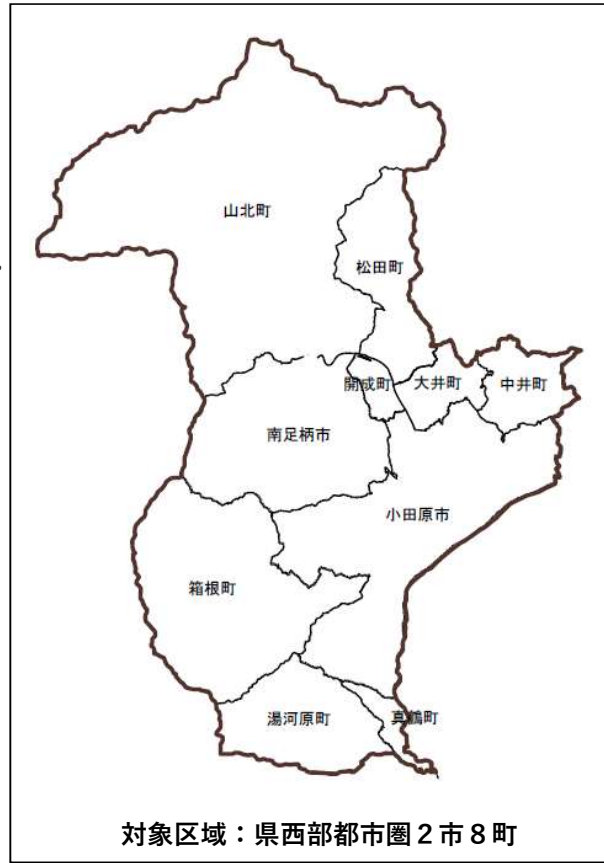 山北町
松田町
開成町
大井町
中井町
南足柄市
小田原市
箱根町
湯河原町
真鶴町
対象区域：県西部都市圏２市８町